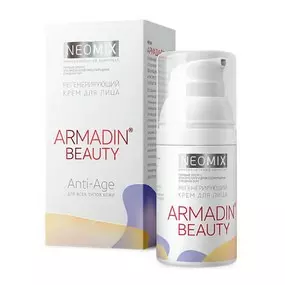 NEOMIX
РЕГЕНЕРИРУЮЩИЙ
КРЕМ ДЛЯ ЛИЦА
ARMADIN®
BEAUTY
Anti-Age
для всех типов кожи
NEOMIX
РЕГЕНЕРИРУЮЩИЙ
КРЕМ ДЛЯ ЛИЦА
ARMADIN®
BEAUTY